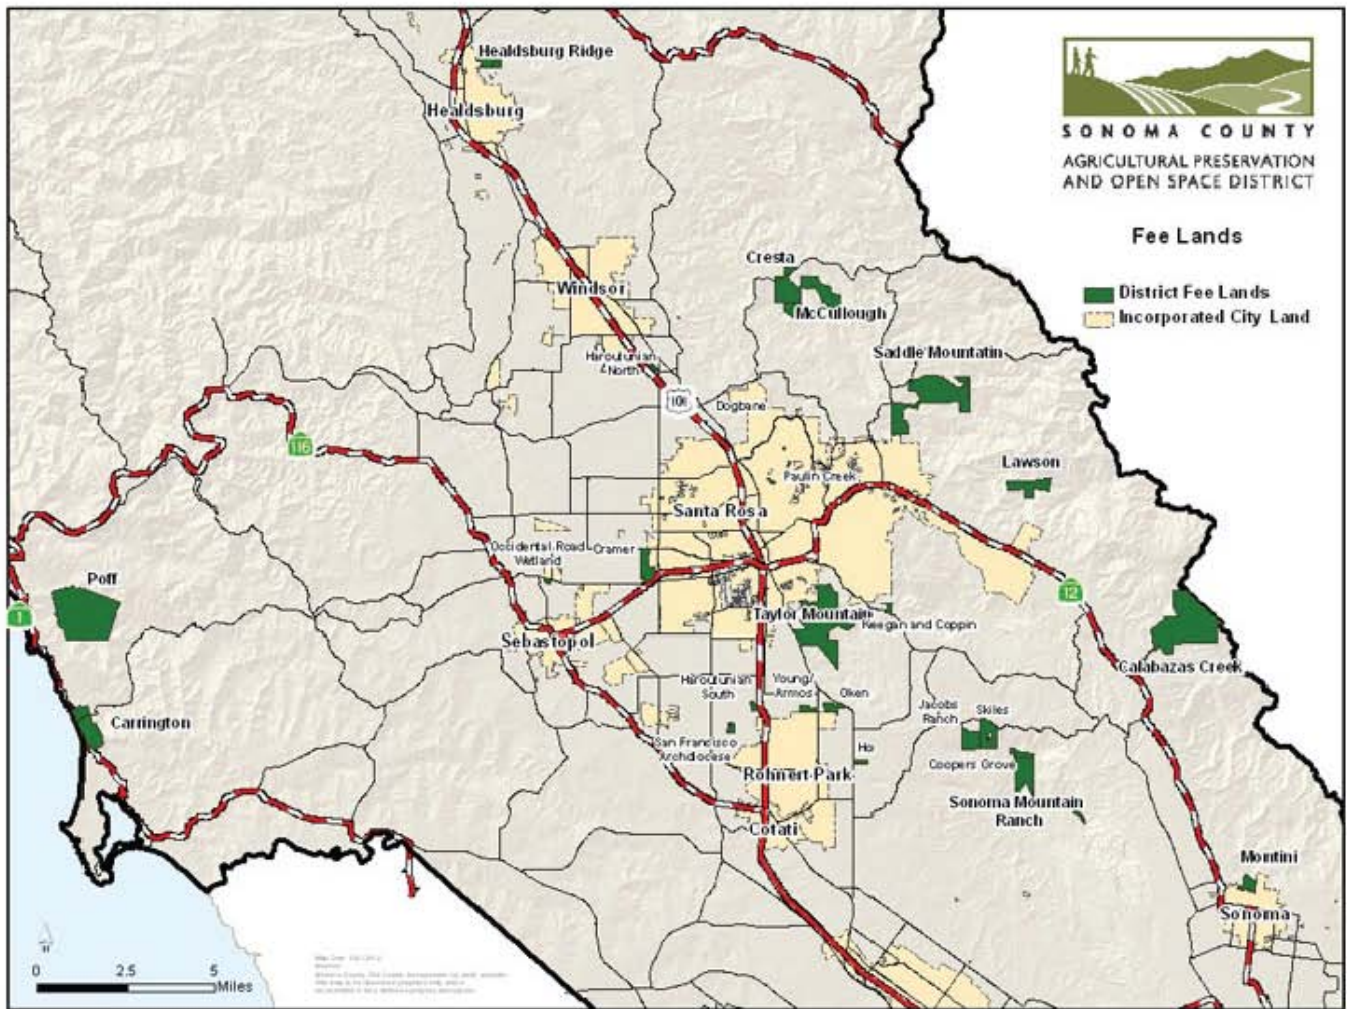 Healdsburg Ridge
Healdsburg
SONOMA COUNTY
AGRICULTURAL PRESERVATION
AND OPEN SPACE DISTRICT
Fee Lands
District Fee Lands
Incorporated City Land
Cresta
Windsor
McCullough
Saddle Mountatin
Haroutunian
North
101
Dogbane
116
Lawson
Paulin Creek
Santa Rosa
Occidental Road
Wetland
Cramer
Poff
12
1
Taylor Mountain
Keegan and Coppin
Sebastopol
Calabazas Creek
Haroutunian
South
Young/
Armos
Oken
Jacobs
Ranch
Skiles
Carrington
San Francisco
Archdiocese
Ho
Coopers Grove
Rohnert Park
Sonoma Mountain
Ranch
Cotati
Montini
Sonoma
N
0 2.5 5
Miles